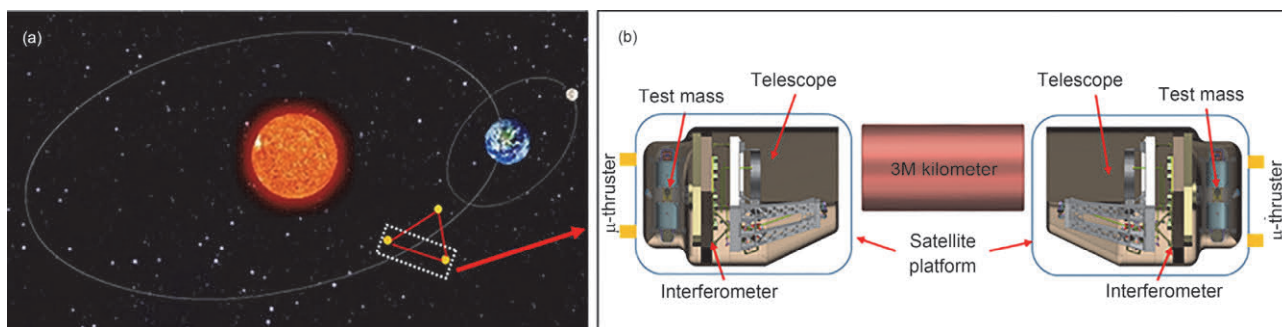 (a)
(b)
Telescope
Test mass
Telescope
Test mass
μ-thruster
3M kilometer
μ-thruster
Satellite
platform
Interferometer
Interferometer